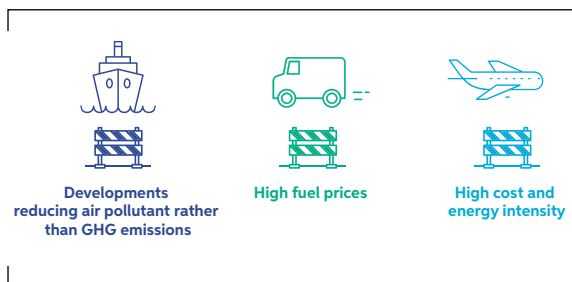 Developments
reducing air pollutant rather
than GHG emissions
High fuel prices
High cost and
energy intensity